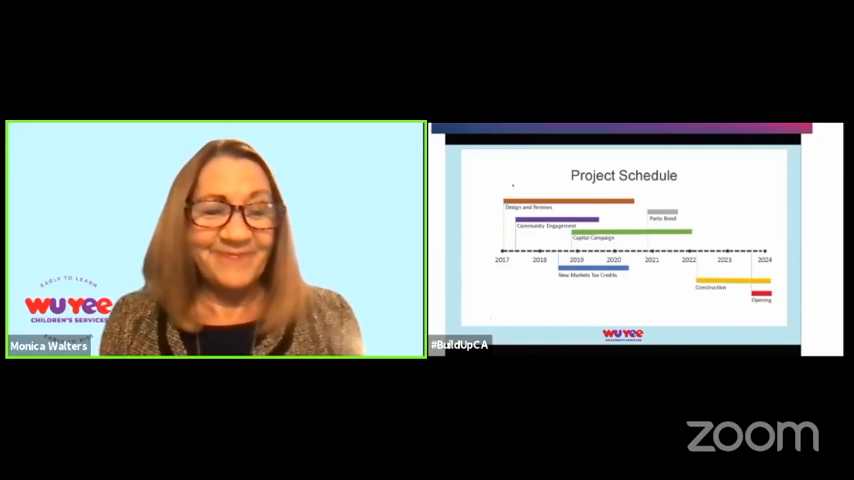 EARLY TO LEARN
WU YEE
CHILDREN'S SERVICES
Monica Walters
Project Schedule
Design and Reviews
Community Engagement
Parks Bond
Capital Campaign
2017 2018 2019 2020 2021 2022 2023 2024
New Markets Tax Credits
Construction
Opening
WU YEE
CHILDREN'S SERVICES
#BuildUpCA
zoom